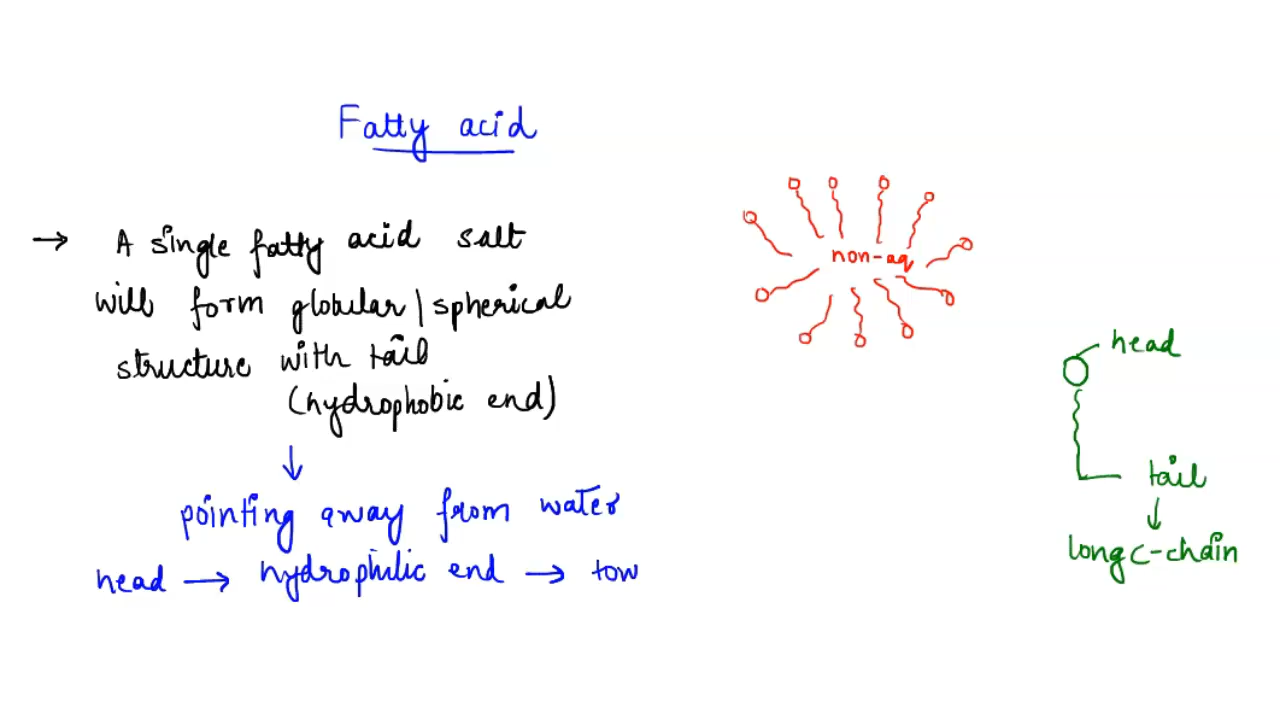 Fatty acid
→ A single fatty acid salt
will form globular/spherical
structure with tail
(hydrophobic end)
↓
pointing away from water
head → hydrophilic end → tow
non-aq
head
tail
↓
long C-chain